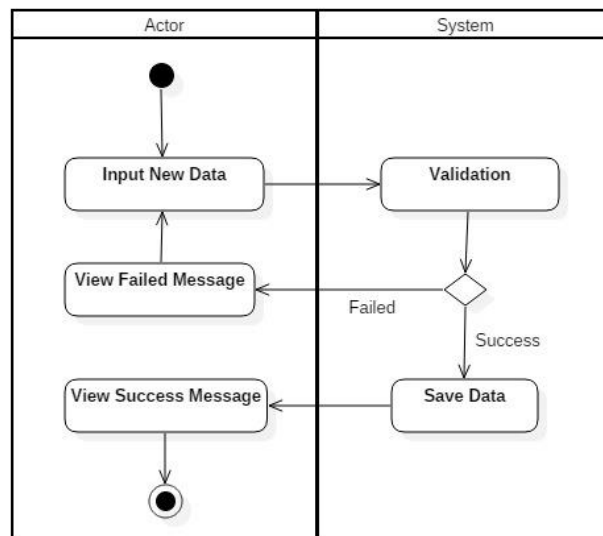 Actor
System
Input New Data
Validation
View Failed Message
Failed
Success
View Success Message
Save Data